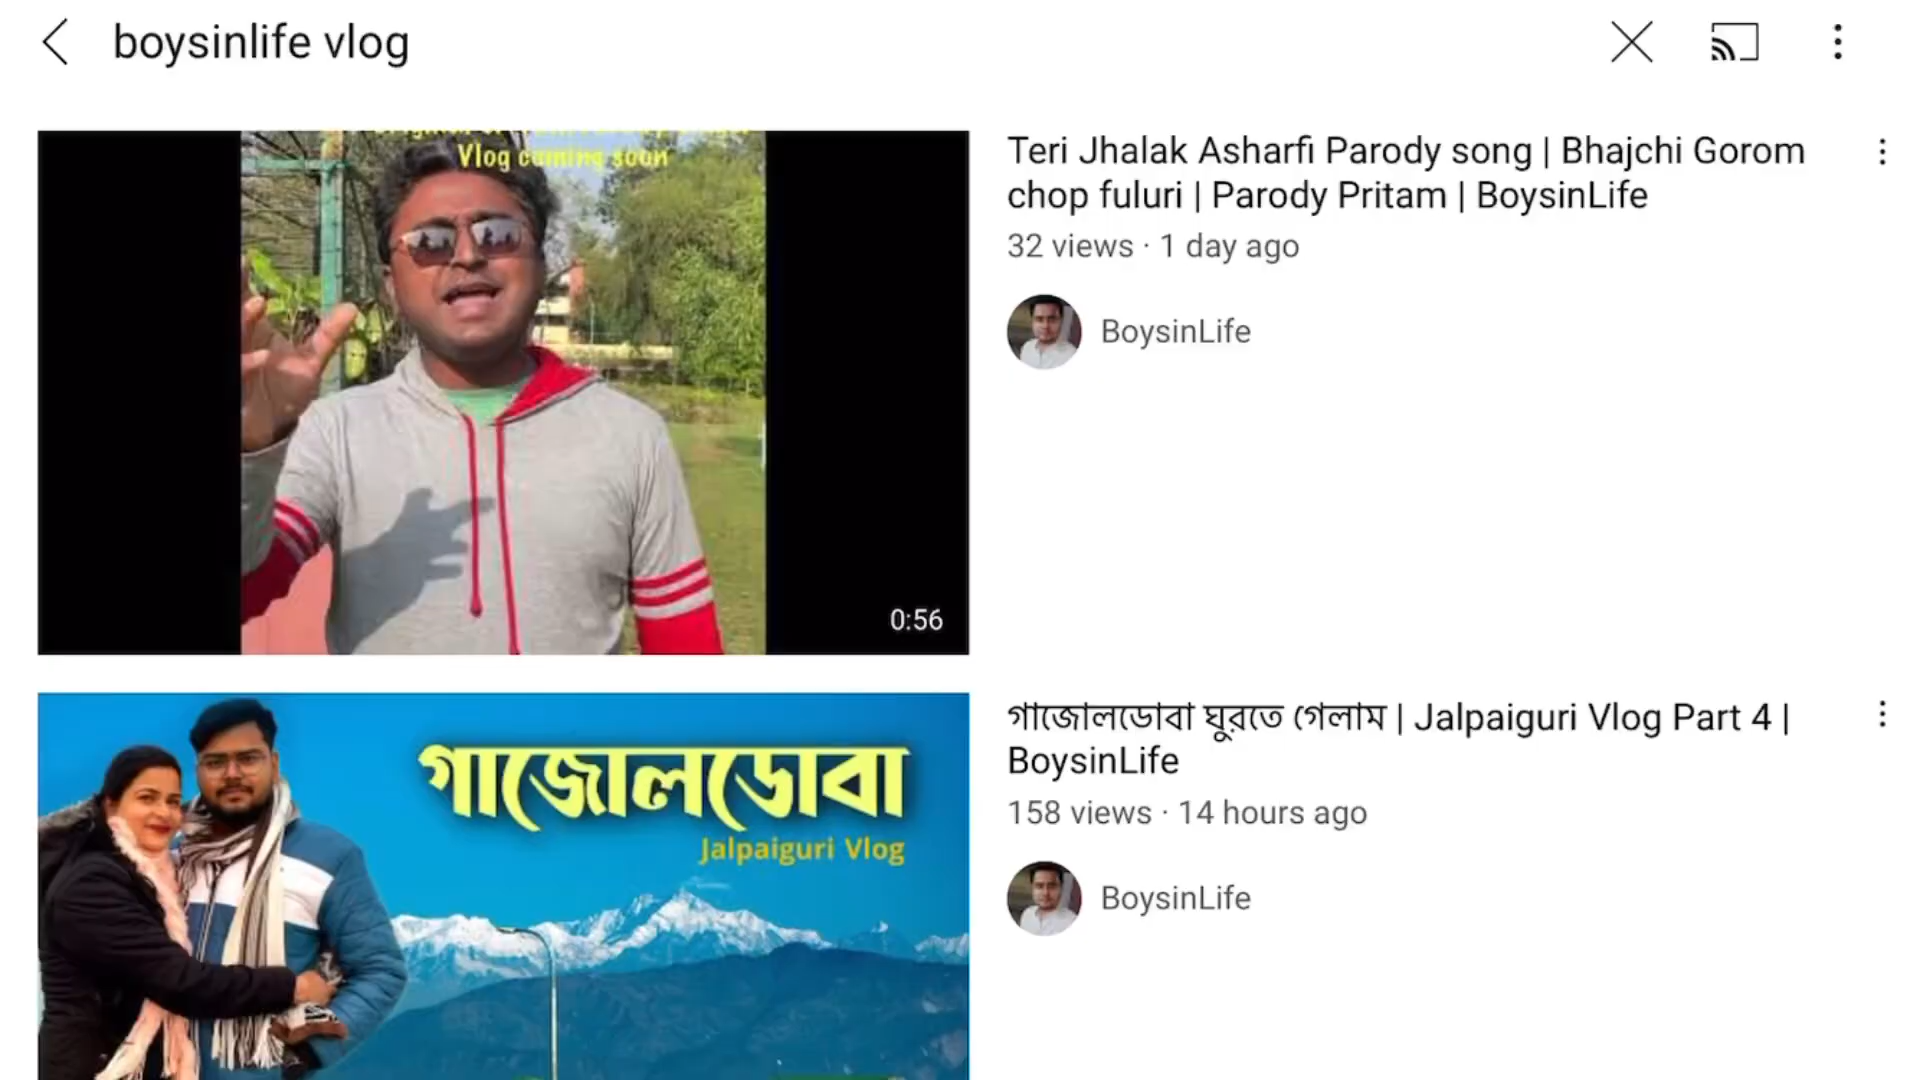 boysinlife vlog
Vlog coming soon
0:56
Teri Jhalak Asharfi Parody song | Bhajchi Gorom
chop fuluri | Parody Pritam | BoysinLife
32 views · 1 day ago
BoysinLife
গাজোলডোবা
Jalpaiguri Vlog
গাজোলডোবা ঘুরতে গেলাম | Jalpaiguri Vlog Part 4 |
BoysinLife
158 views · 14 hours ago
BoysinLife